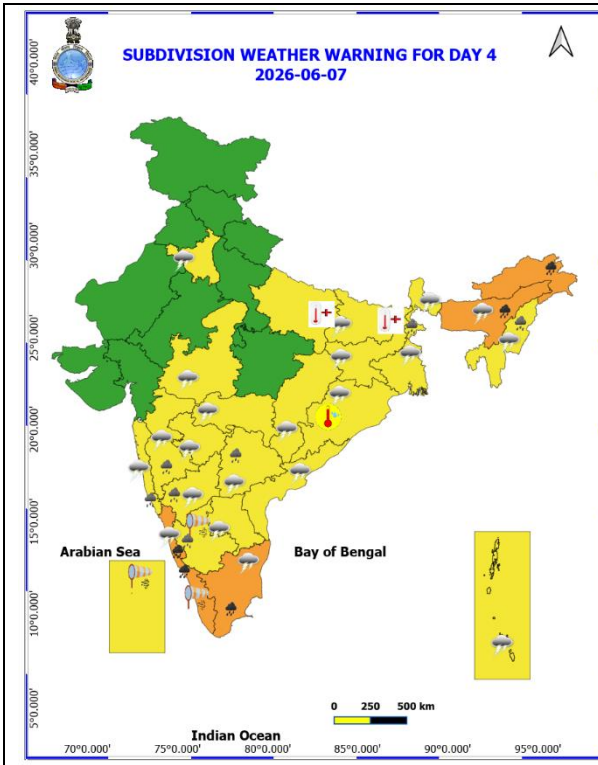 SUBDIVISION WEATHER WARNING FOR DAY 4
2026-06-07
40°0.000'
35°0.000'
30°0.000'
25°0.000'
20°0.000'
15°0.000'
10°0.000'
5°0.000'
Arabian Sea
Bay of Bengal
0 250 500 km
Indian Ocean
70°0.000' 75°0.000' 80°0.000' 85°0.000' 90°0.000' 95°0.000'